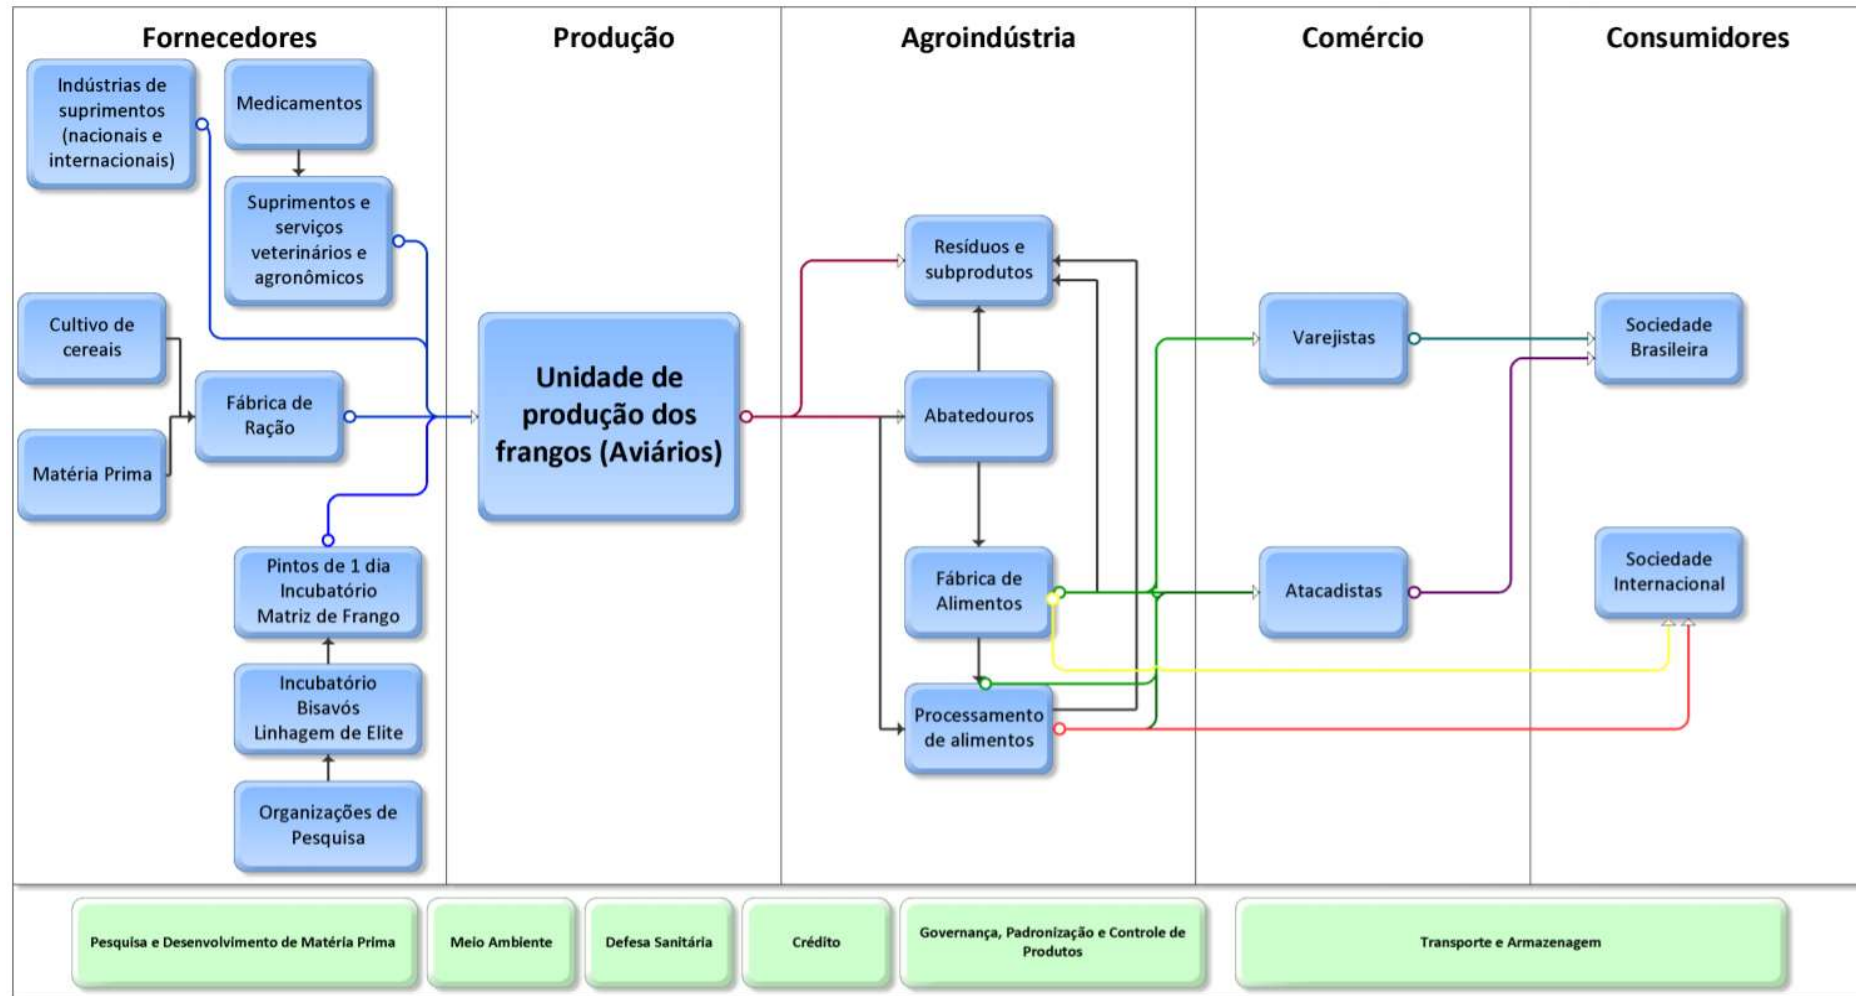 Fornecedores
Produção
Agroindústria
Comércio
Consumidores
Indústrias de
suprimentos
(nacionais e
internacionais)
Medicamentos
Suprimentos e
serviços
veterinários e
agronômicos
Cultivo de
cereais
Matéria Prima
Fábrica de
Ração
Pintos de 1 dia
Incubatório
Matriz de Frango
Incubatório
Bisavós
Linhagem de Elite
Organizações de
Pesquisa
Unidade de
produção dos
frangos (Aviários)
Resíduos e
subprodutos
Abatedouros
Fábrica de
Alimentos
Processamento
de alimentos
Varejistas
Atacadistas
Sociedade
Brasileira
Sociedade
Internacional
Pesquisa e Desenvolvimento de Matéria Prima
Meio Ambiente
Defesa Sanitária
Crédito
Governança, Padronização e Controle de
Produtos
Transporte e Armazenagem